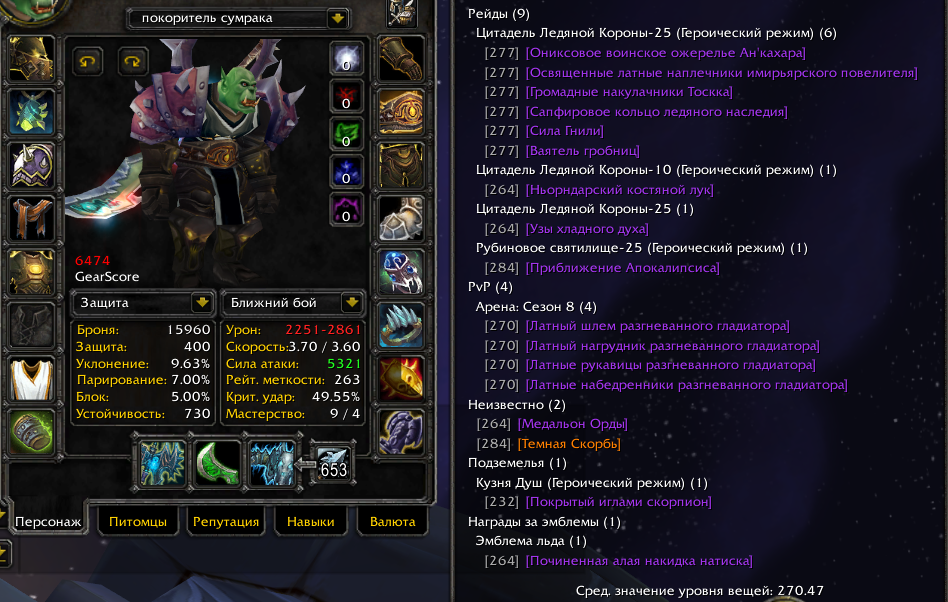 покоритель сумрака
0
0
0
0
0
6474
GearScore
Защита
Ближний бой
Броня: 15960
Защита: 400
Уклонение: 9.63%
Парирование: 7.00%
Блок: 5.00%
Устойчивость: 730
Урон: 2251-2861
Скорость: 3.70 / 3.60
Сила атаки: 5321
Рейт. меткости: 263
Крит. удар: 49.55%
Мастерство: 9 / 4
653
Персонаж
Питомцы
Репутация
Навыки
Валюта
Рейды (9)
Цитадель Ледяной Короны-25 (Героический режим) (6)
[277] [Ониксовое воинское ожерелье Ан'кахара]
[277] [Освященные латные наплечники имирьярского повелителя]
[277] [Громадные накулачники Тоскка]
[277] [Сапфировое кольцо ледяного наследия]
[277] [Сила Гнили]
[277] [Ваятель гробниц]
Цитадель Ледяной Короны-10 (Героический режим) (1)
[264] [Ньорндарский костяной лук]
Цитадель Ледяной Короны-25 (1)
[264] [Узы хладного духа]
Рубиновое святилище-25 (Героический режим) (1)
[284] [Приближение Апокалипсиса]
PvP (4)
Арена: Сезон 8 (4)
[270] [Латный шлем разгневанного гладиатора]
[270] [Латный нагрудник разгневанного гладиатора]
[270] [Латные рукавицы разгневанного гладиатора]
[270] [Латные набедренники разгневанного гладиатора]
Неизвестно (2)
[264] [Медальон Орды]
[284] [Темная Скорбь]
Подземелья (1)
Кузня Душ (Героический режим) (1)
[232] [Покрытый иглами скорпион]
Награды за эмблемы (1)
Эмблема льда (1)
[264] [Починенная алая накидка натиска]
Сред. значение уровня вещей: 270.47